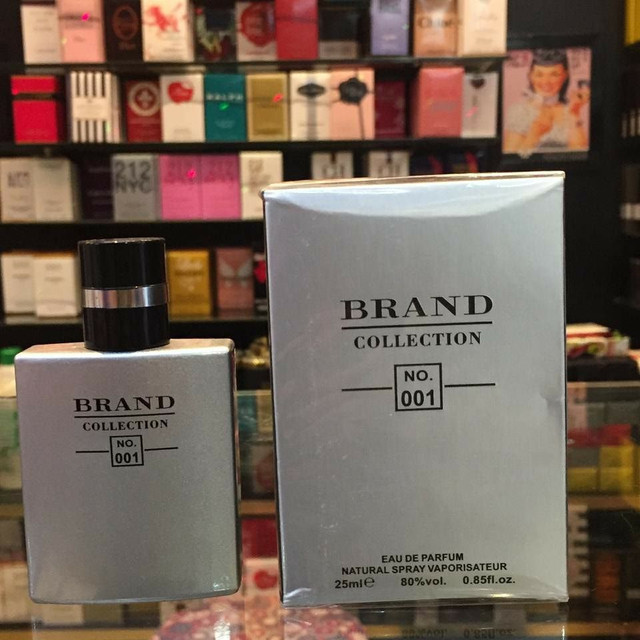 212
NYC
BRAND
COLLECTION
NO.
001
BRAND
COLLECTION
NO.
001
EAU DE PARFUM
NATURAL SPRAY VAPORISATEUR
25ml℮ 80%vol. 0.85fl.oz.